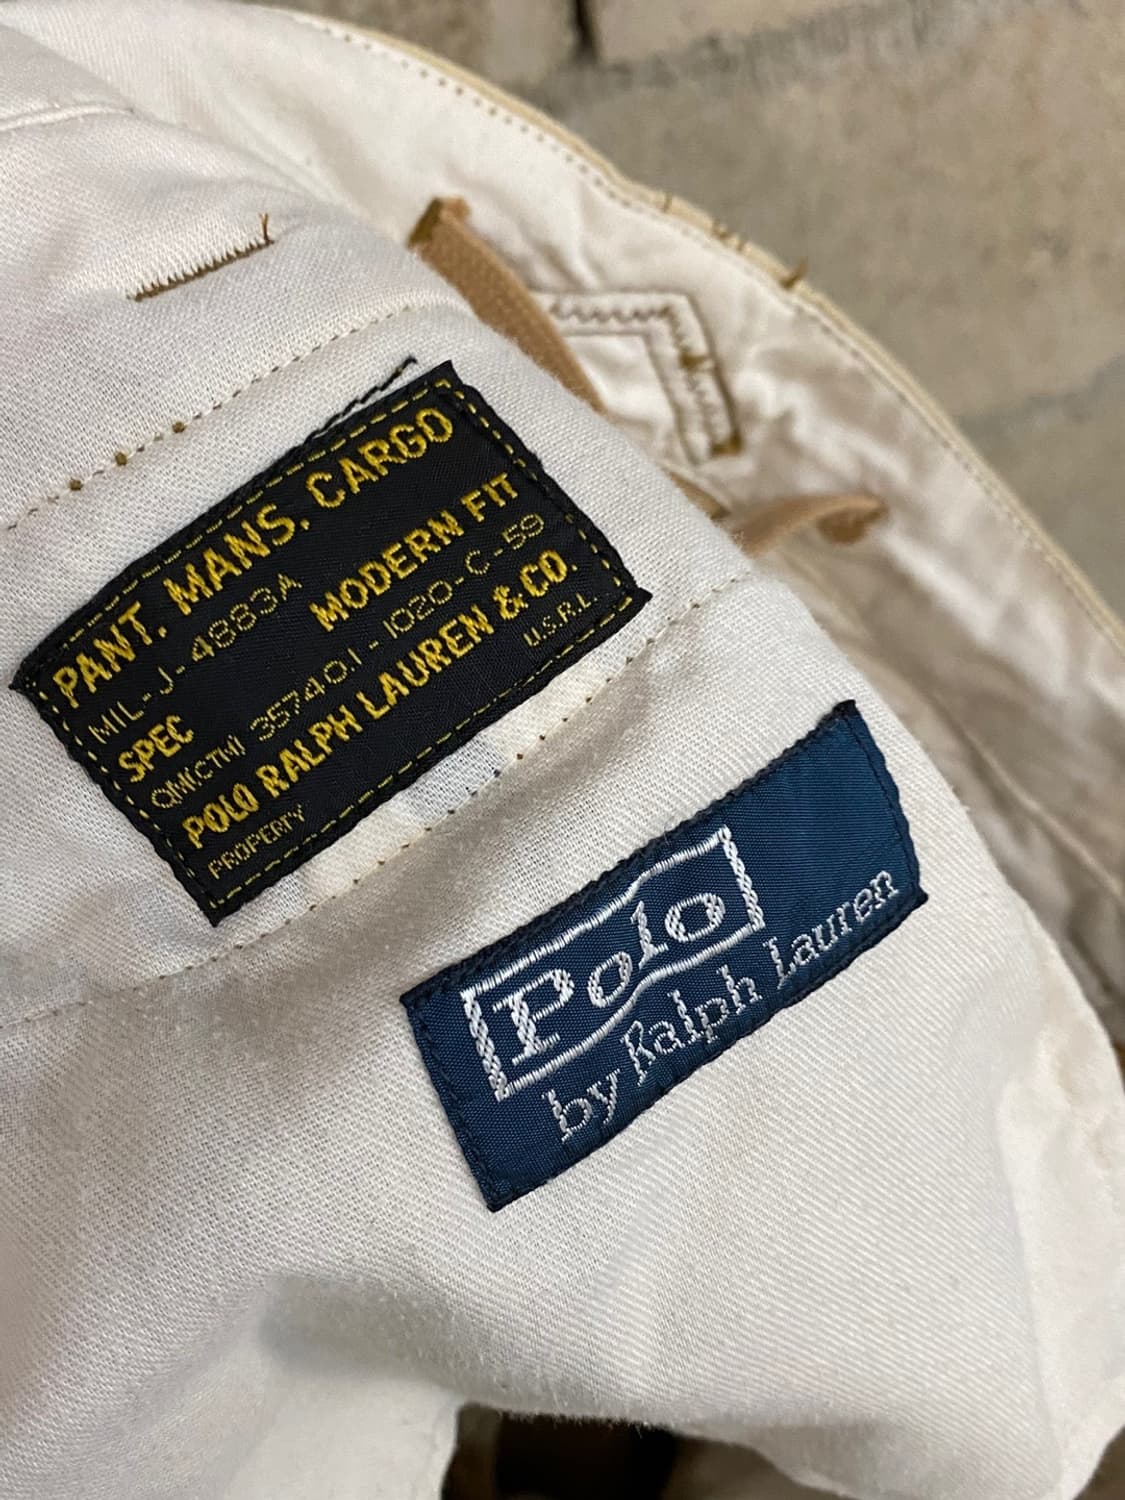 PANT. MANS. CARGO
MIL-J-4883A
SPEC MODERN FIT
QM(CTM) 357401-1020-C-59
POLO RALPH LAUREN & CO.
PROPERTY U.S.R.L.
Polo
by Ralph Lauren